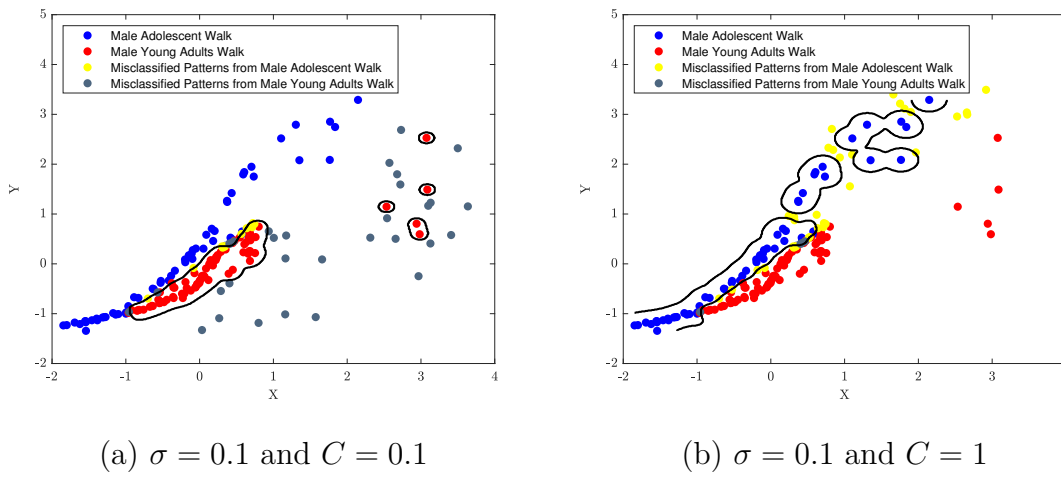 5
4
3
2
1
0
-1
-2
Y
-2 -1 0 1 2 3 4
X
Male Adolescent Walk
Male Young Adults Walk
Misclassified Patterns from Male Adolescent Walk
Misclassified Patterns from Male Young Adults Walk
(a) σ = 0.1 and C = 0.1
5
4
3
2
1
0
-1
-2
Y
-2 -1 0 1 2 3
X
Male Adolescent Walk
Male Young Adults Walk
Misclassified Patterns from Male Adolescent Walk
Misclassified Patterns from Male Young Adults Walk
(b) σ = 0.1 and C = 1